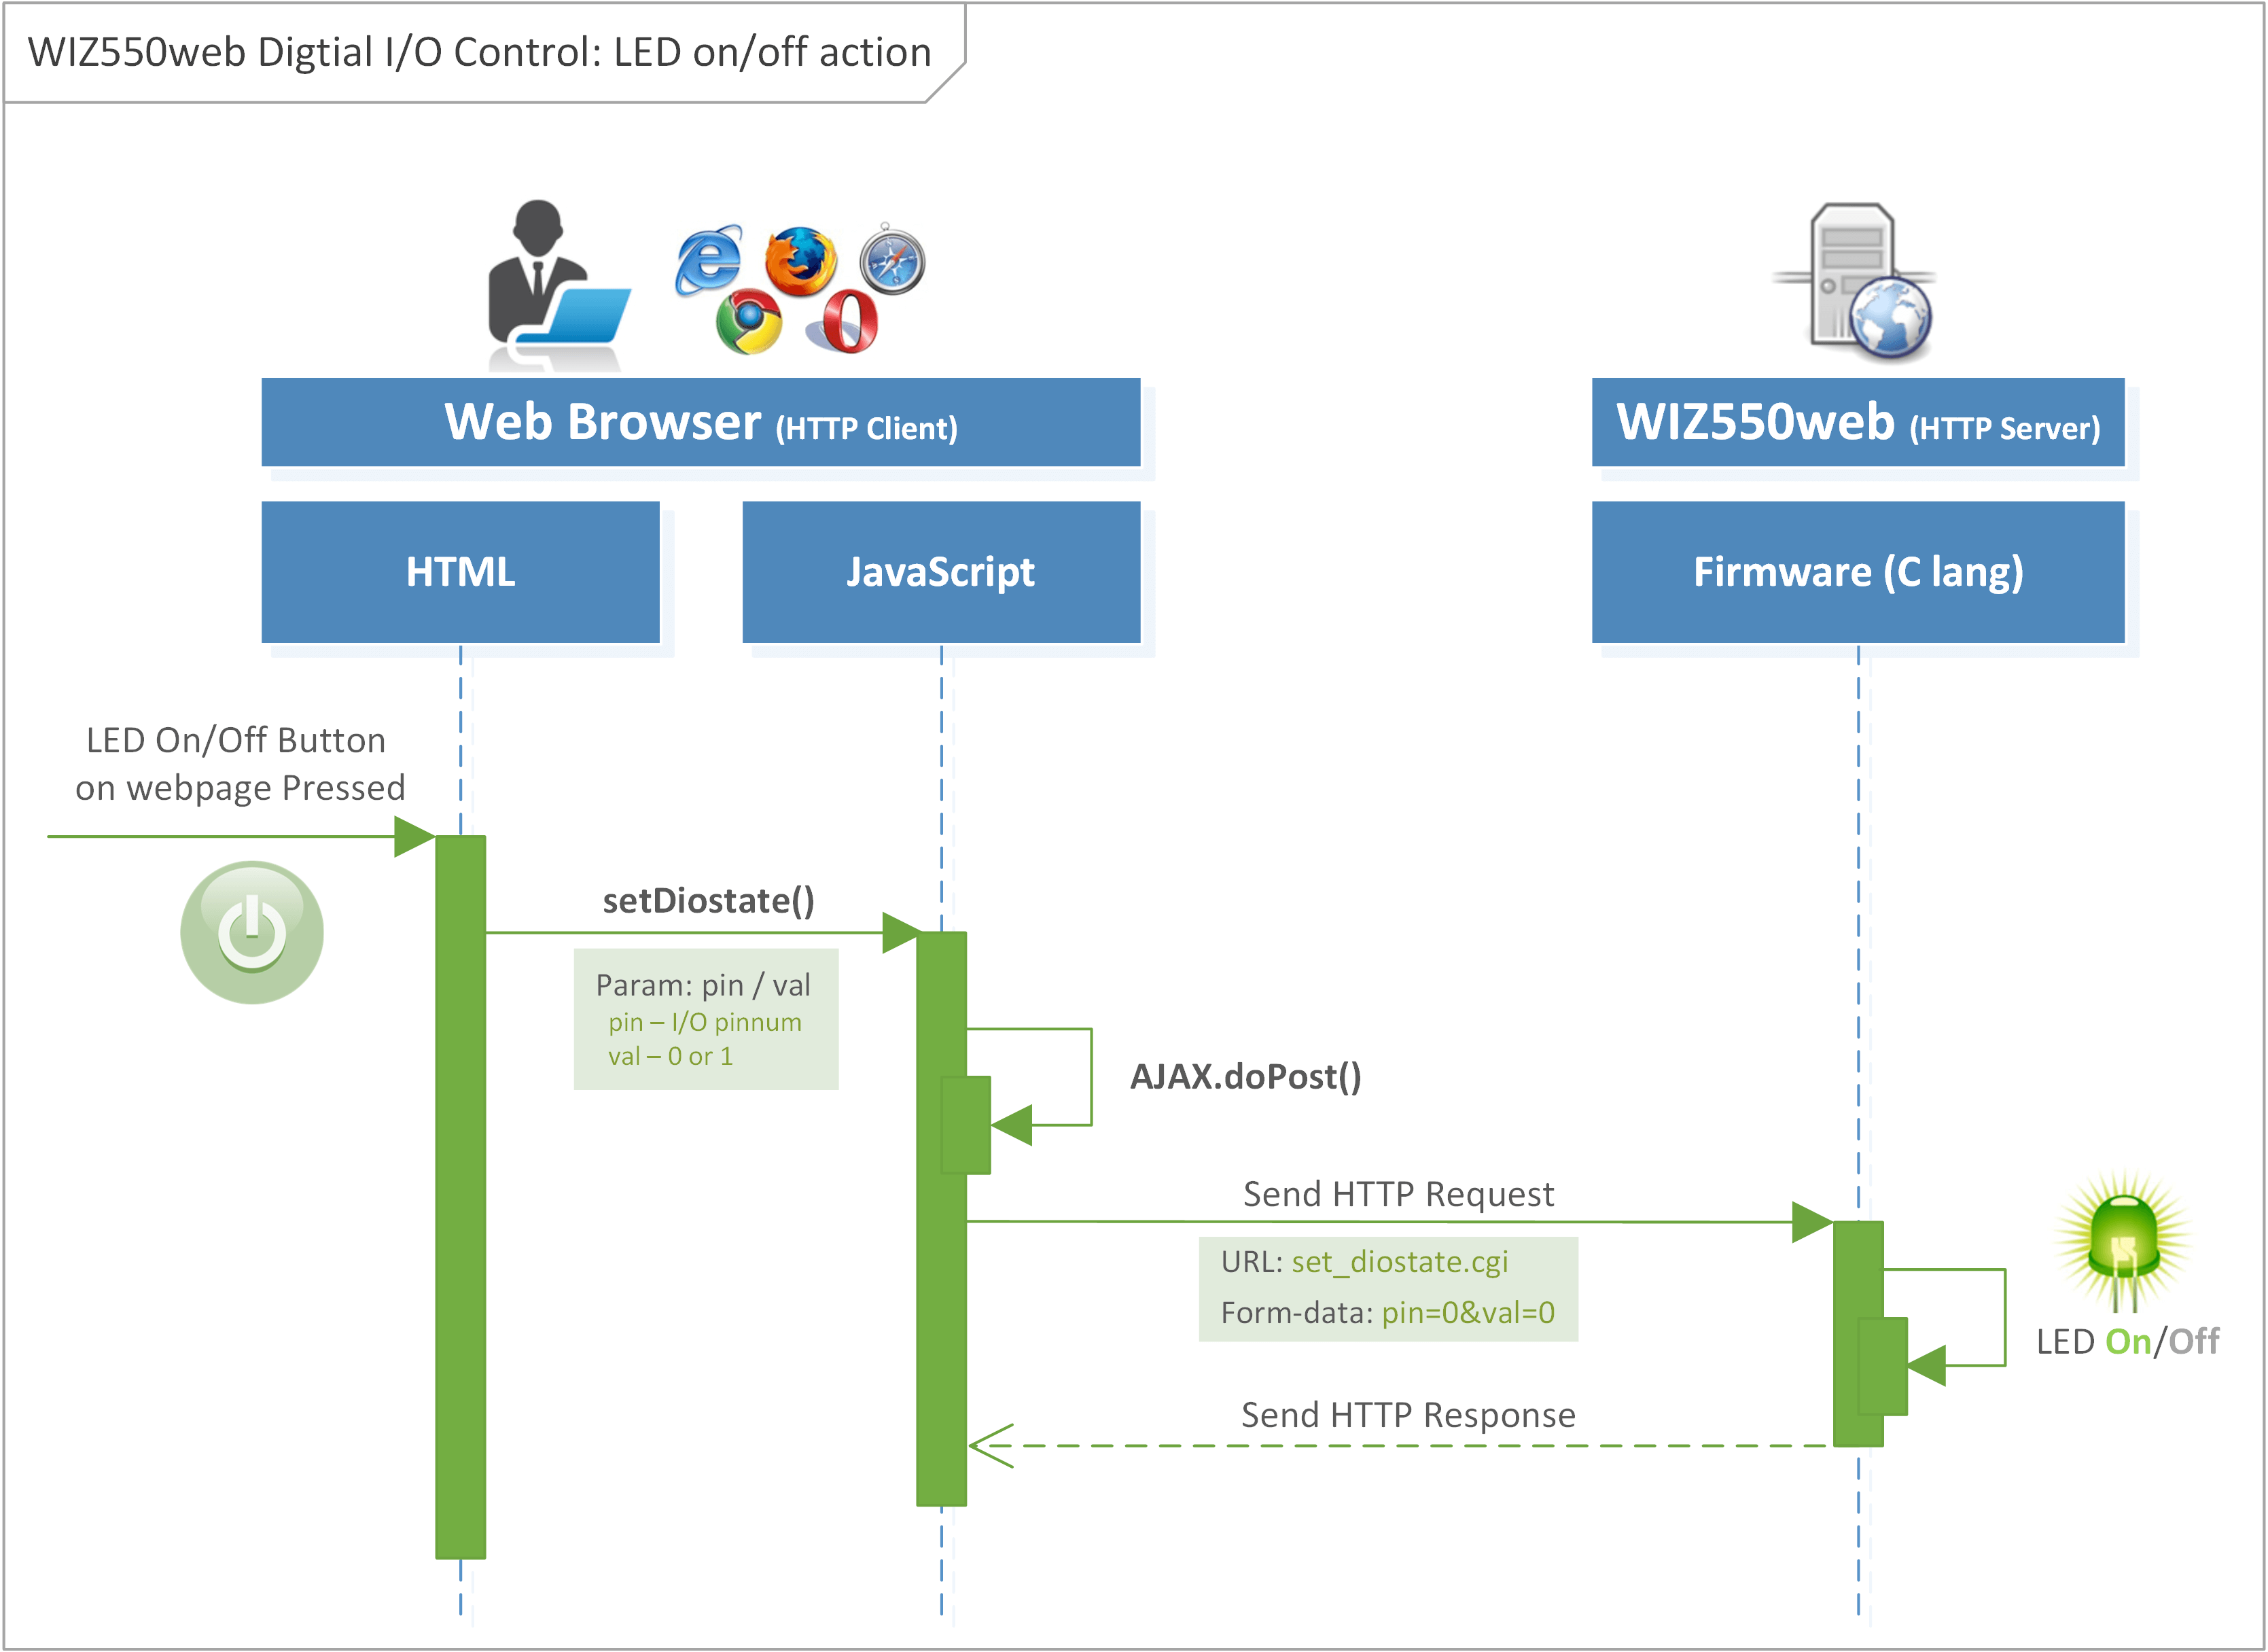 WIZ550web Digtial I/O Control: LED on/off action
Web Browser (HTTP Client)
WIZ550web (HTTP Server)
HTML
JavaScript
Firmware (C lang)
LED On/Off Button
on webpage Pressed
setDiostate()
Param: pin / val
pin – I/O pinnum
val – 0 or 1
AJAX.doPost()
Send HTTP Request
URL: set_diostate.cgi
Form-data: pin=0&val=0
LED On/Off
Send HTTP Response